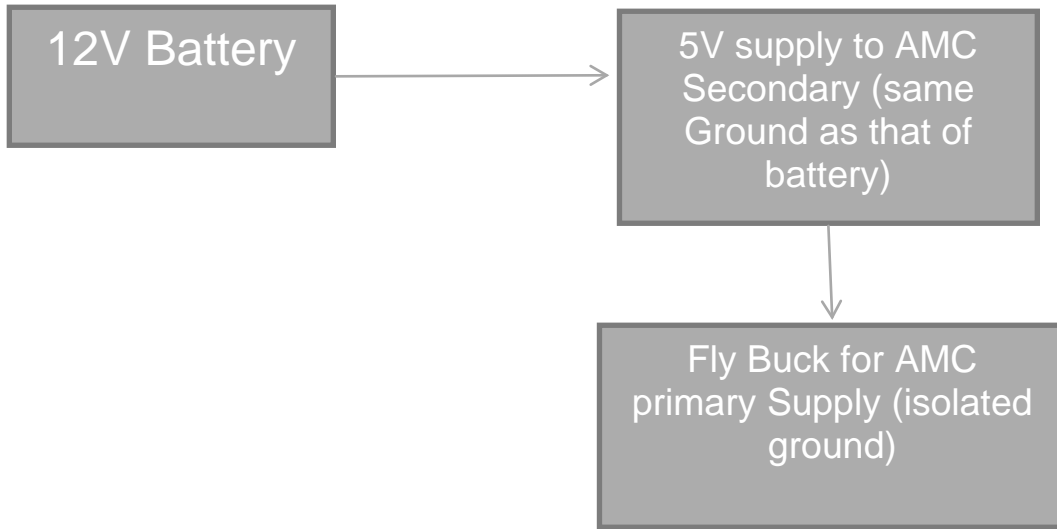 12V Battery
5V supply to AMC
Secondary (same
Ground as that of
battery)
Fly Buck for AMC
primary Supply (isolated
ground)